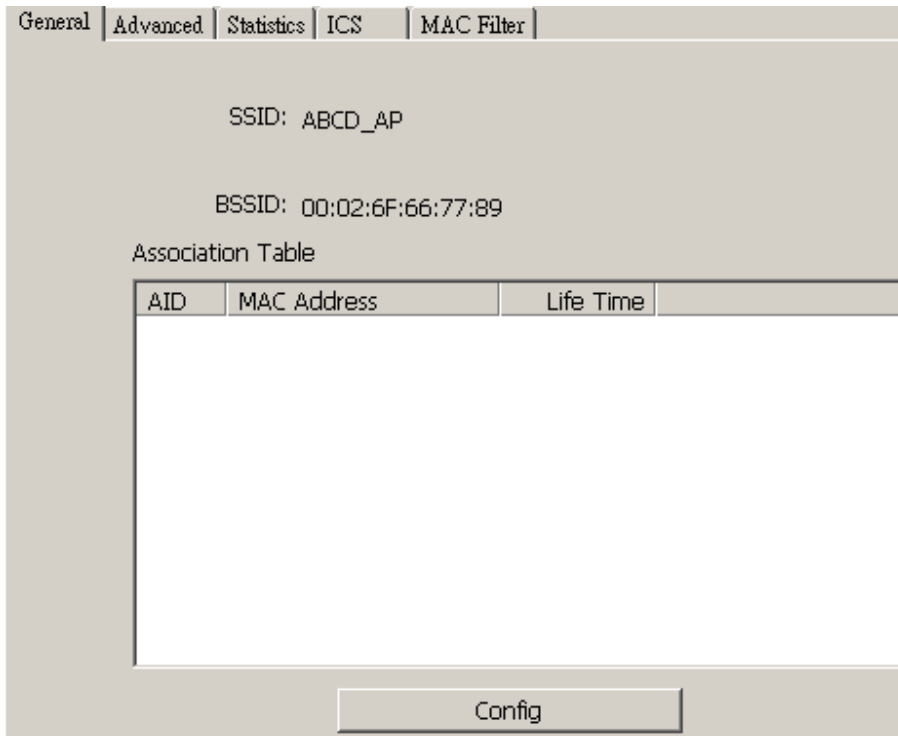 General Advanced Statistics ICS MAC Filter
SSID: ABCD_AP
BSSID: 00:02:6F:66:77:89
Association Table
AID MAC Address Life Time
Config